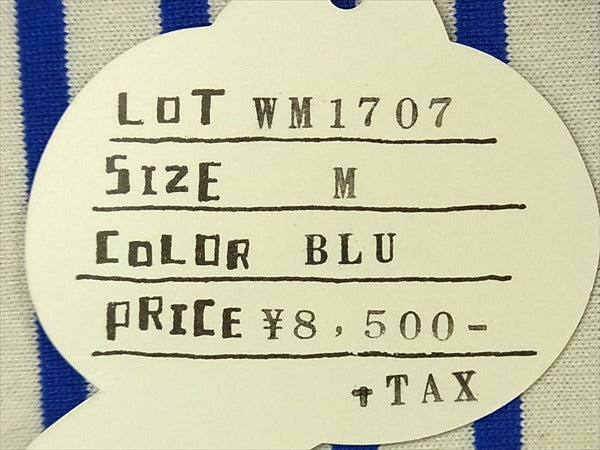 LOT WM1707
SIZE M
COLOR BLU
PRICE ¥8,500-
+TAX